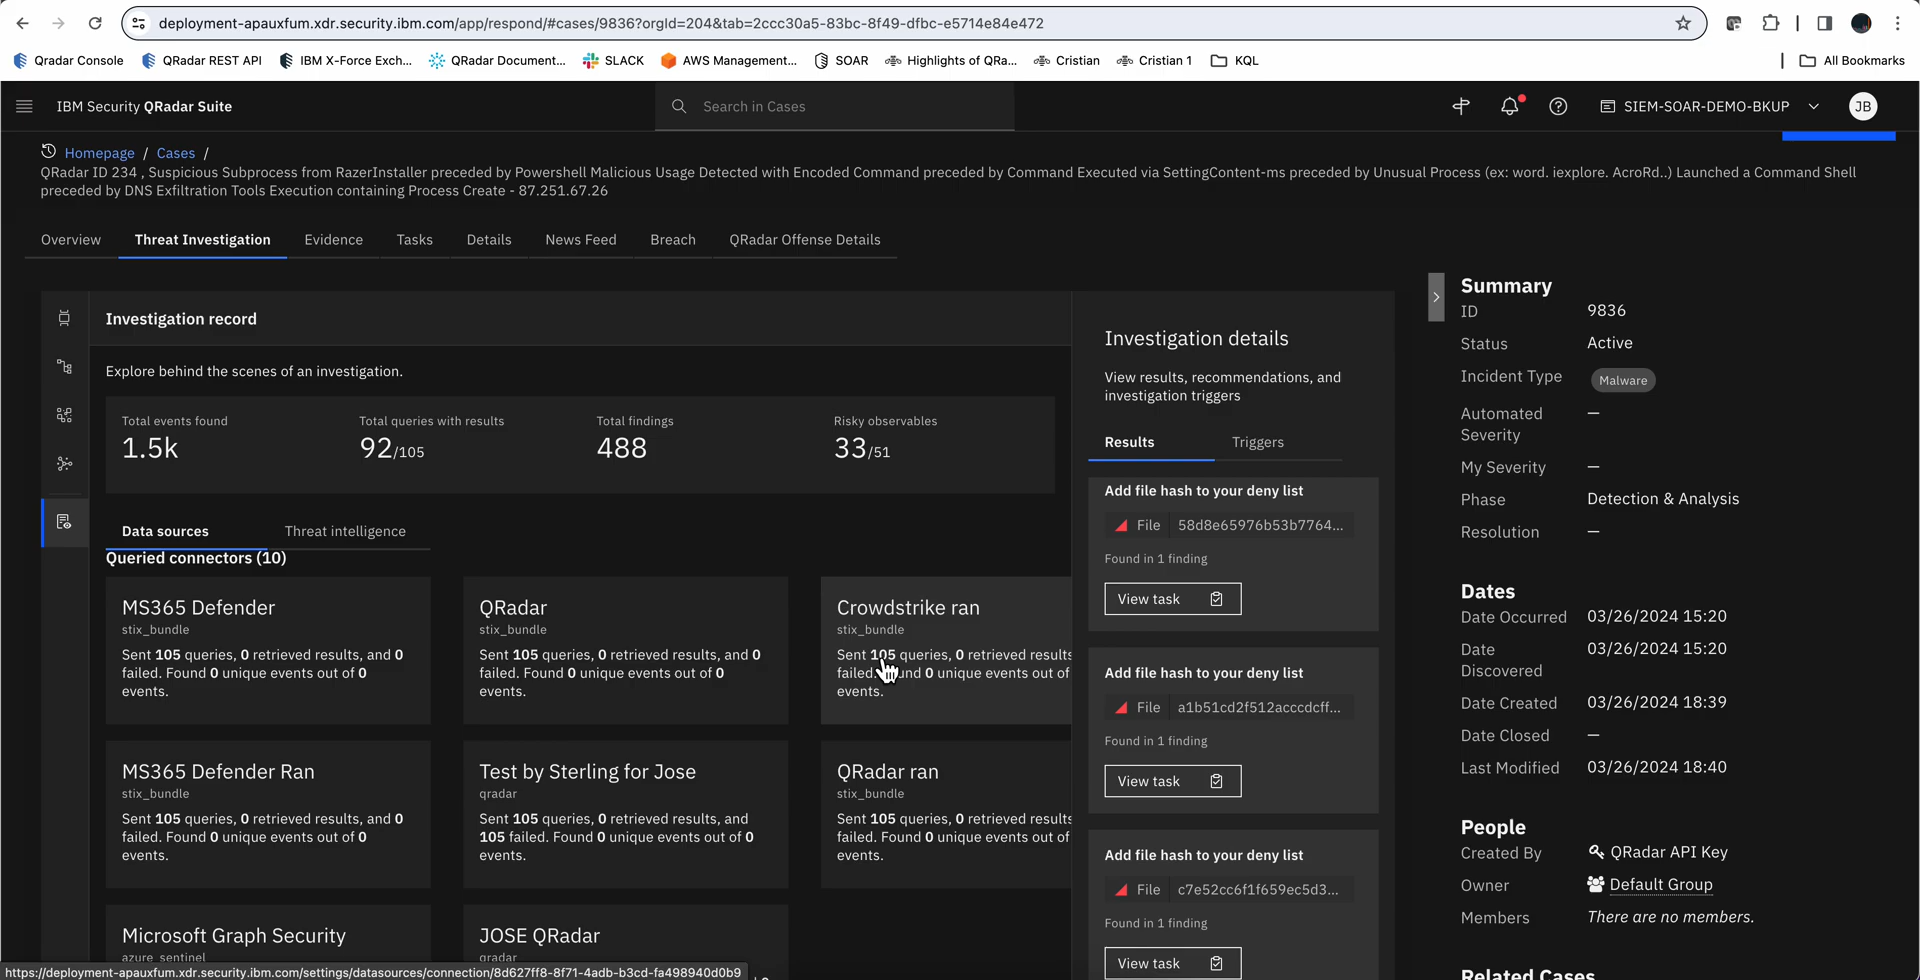 deployment-apauxfum.xdr.security.ibm.com/app/respond/#cases/9836?orgId=204&tab=2ccc30a5-83bc-8f49-dfbc-e5714e84e472
Qradar Console
QRadar REST API
IBM X-Force Exch...
QRadar Document...
SLACK
AWS Management...
SOAR
Highlights of QRa...
Cristian
Cristian 1
KQL
All Bookmarks
IBM Security QRadar Suite
Search in Cases
SIEM-SOAR-DEMO-BKUP
JB
Homepage / Cases /
QRadar ID 234 , Suspicious Subprocess from RazerInstaller preceded by Powershell Malicious Usage Detected with Encoded Command preceded by Command Executed via SettingContent-ms preceded by Unusual Process (ex: word. iexplore. AcroRd..) Launched a Command Shell
preceded by DNS Exfiltration Tools Execution containing Process Create - 87.251.67.26
Overview
Threat Investigation
Evidence
Tasks
Details
News Feed
Breach
QRadar Offense Details
Investigation record
Explore behind the scenes of an investigation.
Total events found
1.5k
Total queries with results
92/105
Total findings
488
Risky observables
33/51
Data sources
Threat intelligence
Queried connectors (10)
MS365 Defender
stix_bundle
Sent 105 queries, 0 retrieved results, and 0
failed. Found 0 unique events out of 0
events.
QRadar
stix_bundle
Sent 105 queries, 0 retrieved results, and 0
failed. Found 0 unique events out of 0
events.
Crowdstrike ran
stix_bundle
Sent 105 queries, 0 retrieved results
failed. 0 unique events out of
events.
MS365 Defender Ran
stix_bundle
Sent 105 queries, 0 retrieved results, and 0
failed. Found 0 unique events out of 0
events.
Test by Sterling for Jose
qradar
Sent 105 queries, 0 retrieved results, and
105 failed. Found 0 unique events out of 0
events.
QRadar ran
stix_bundle
Sent 105 queries, 0 retrieved results
failed. Found 0 unique events out of
events.
Microsoft Graph Security
azure_sentinel
JOSE QRadar
qradar
Investigation details
View results, recommendations, and
investigation triggers
Results
Triggers
Add file hash to your deny list
File 58d8e65976b53b7764...
Found in 1 finding
View task
Add file hash to your deny list
File a1b51cd2f512acccdcff...
Found in 1 finding
View task
Add file hash to your deny list
File c7e52cc6f1f659ec5d3...
Found in 1 finding
View task
Summary
ID 9836
Status Active
Incident Type Malware
Automated —
Severity
My Severity —
Phase Detection & Analysis
Resolution —
Dates
Date Occurred 03/26/2024 15:20
Date 03/26/2024 15:20
Discovered
Date Created 03/26/2024 18:39
Date Closed —
Last Modified 03/26/2024 18:40
People
Created By QRadar API Key
Owner Default Group
Members There are no members.
Related Cases
https://deployment-apauxfum.xdr.security.ibm.com/settings/datasources/connection/8d627ff8-8f71-4adb-b3cd-fa498940d0b9